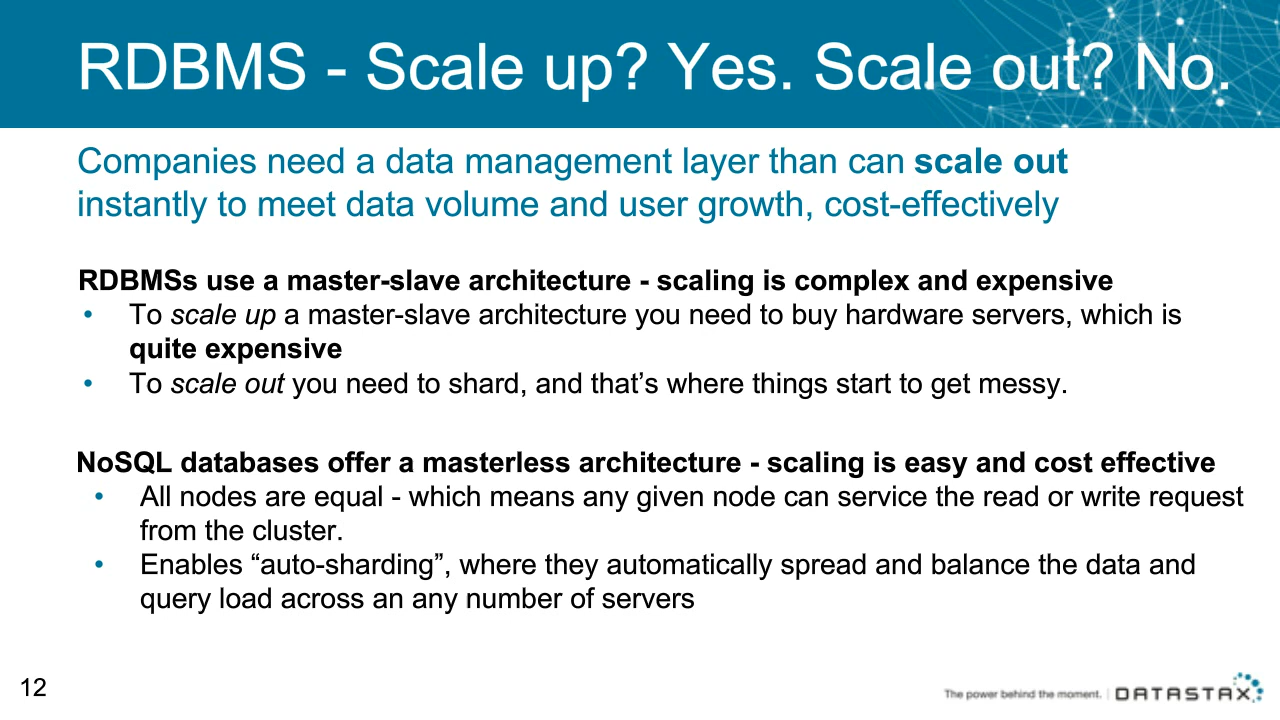 RDBMS - Scale up? Yes. Scale out? No.
Companies need a data management layer than can scale out
instantly to meet data volume and user growth, cost-effectively
RDBMSs use a master-slave architecture - scaling is complex and expensive
• To scale up a master-slave architecture you need to buy hardware servers, which is
quite expensive
• To scale out you need to shard, and that’s where things start to get messy.
NoSQL databases offer a masterless architecture - scaling is easy and cost effective
• All nodes are equal - which means any given node can service the read or write request
from the cluster.
• Enables “auto-sharding”, where they automatically spread and balance the data and
query load across an any number of servers
12
The power behind the moment. | DATASTAX